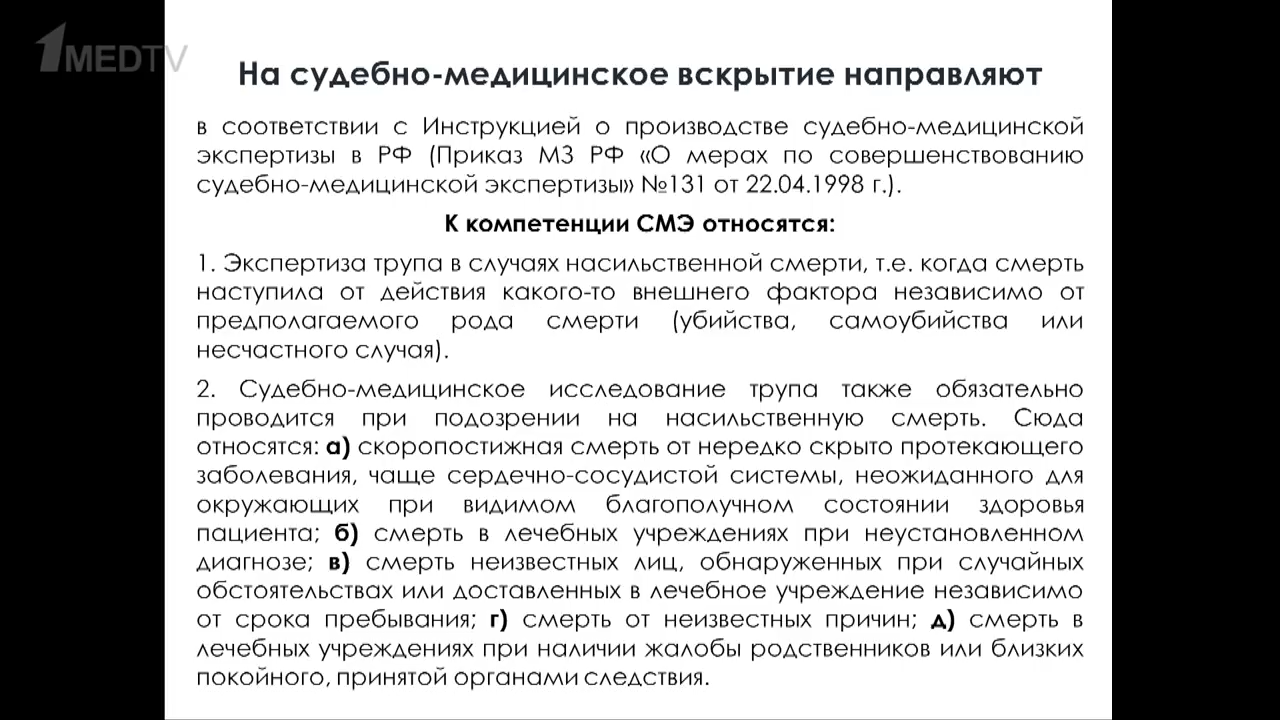 1MEDTV
На судебно-медицинское вскрытие направляют
в соответствии с Инструкцией о производстве судебно-медицинской
экспертизы в РФ (Приказ МЗ РФ «О мерах по совершенствованию
судебно-медицинской экспертизы» №131 от 22.04.1998 г.).
К компетенции СМЭ относятся:
1. Экспертиза трупа в случаях насильственной смерти, т.е. когда смерть
наступила от действия какого-то внешнего фактора независимо от
предполагаемого рода смерти (убийства, самоубийства или
несчастного случая).
2. Судебно-медицинское исследование трупа также обязательно
проводится при подозрении на насильственную смерть. Сюда
относятся: а) скоропостижная смерть от нередко скрыто протекающего
заболевания, чаще сердечно-сосудистой системы, неожиданного для
окружающих при видимом благополучном состоянии здоровья
пациента; б) смерть в лечебных учреждениях при неустановленном
диагнозе; в) смерть неизвестных лиц, обнаруженных при случайных
обстоятельствах или доставленных в лечебное учреждение независимо
от срока пребывания; г) смерть от неизвестных причин; д) смерть в
лечебных учреждениях при наличии жалобы родственников или близких
покойного, принятой органами следствия.